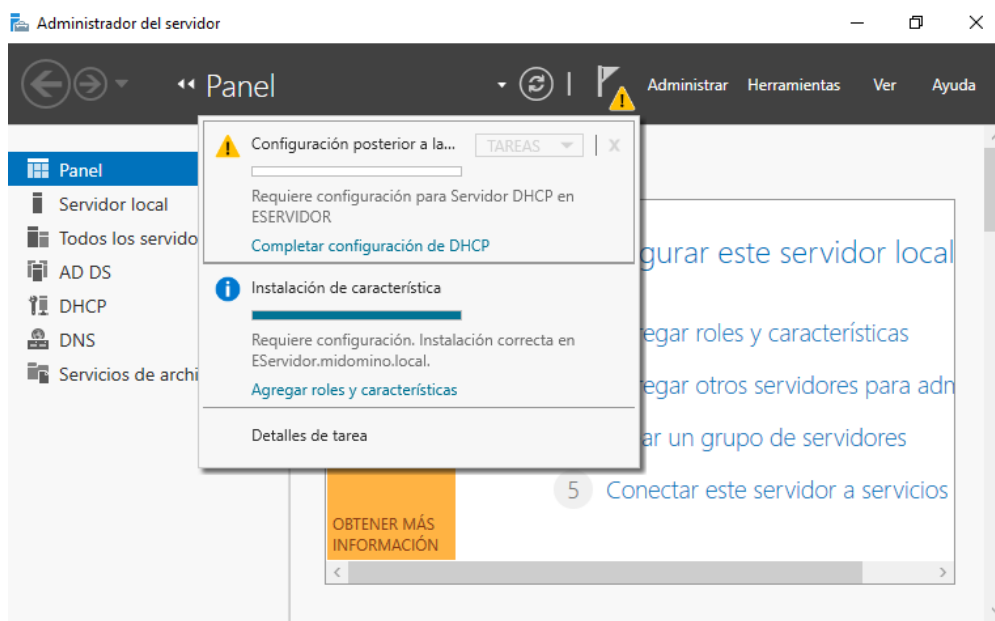 Administrador del servidor
Panel
Administrar Herramientas Ver Ayuda
Panel
Servidor local
Todos los servido
AD DS
DHCP
DNS
Servicios de archi
Configuración posterior a la...
TAREAS
Requiere configuración para Servidor DHCP en
ESERVIDOR
Completar configuración de DHCP
Instalación de característica
Requiere configuración. Instalación correcta en
EServidor.midomino.local.
Agregar roles y características
Detalles de tarea
gurar este servidor local
egar roles y características
egar otros servidores para adn
ar un grupo de servidores
5 Conectar este servidor a servicios
OBTENER MÁS
INFORMACIÓN